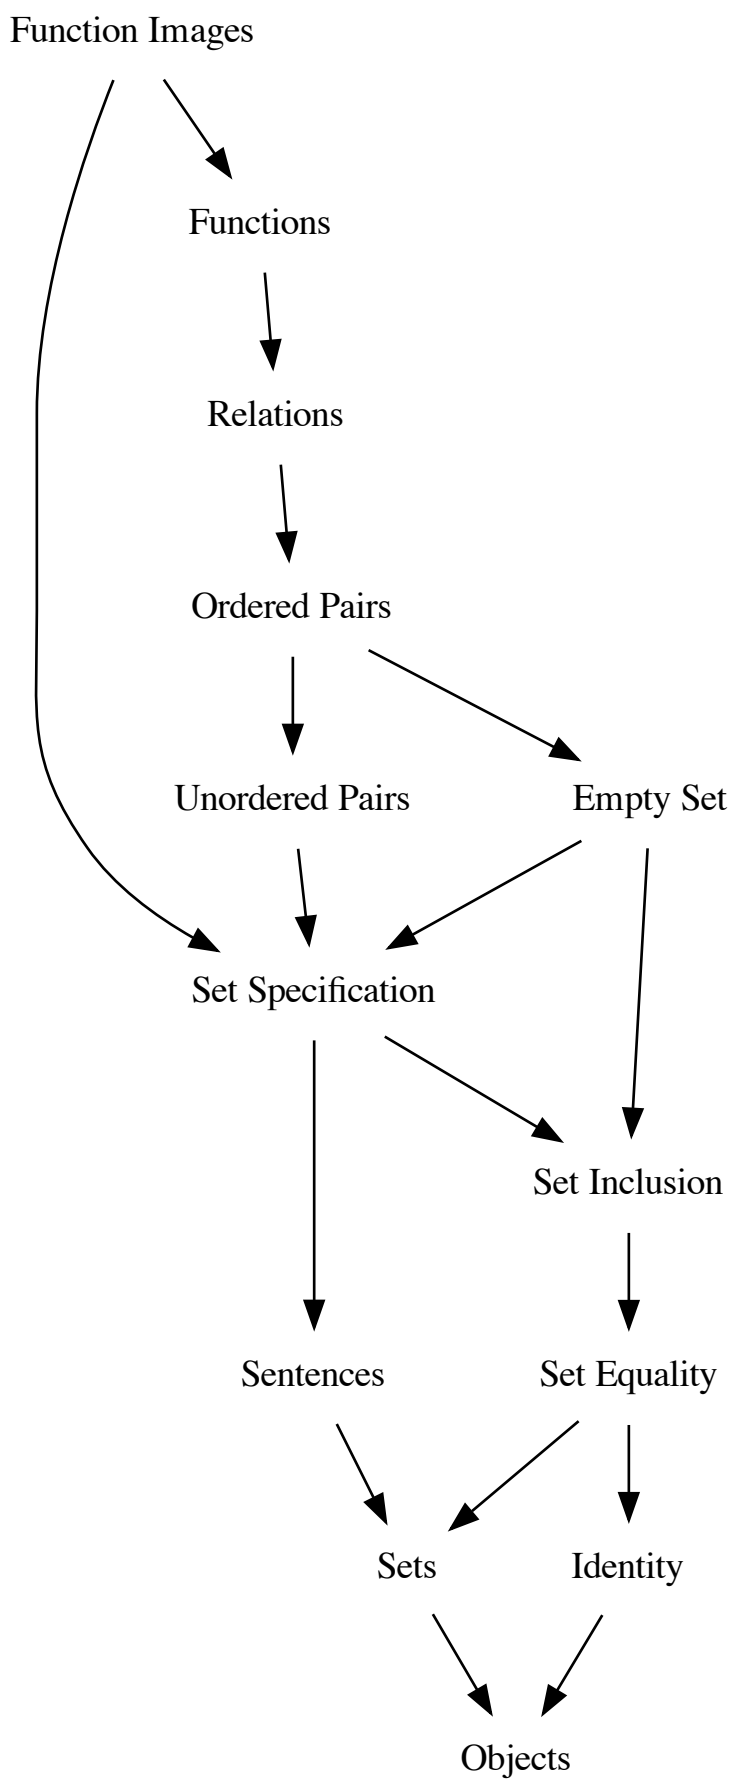 Function Images
Functions
Relations
Ordered Pairs
Unordered Pairs
Empty Set
Set Specification
Set Inclusion
Sentences
Set Equality
Sets
Identity
Objects